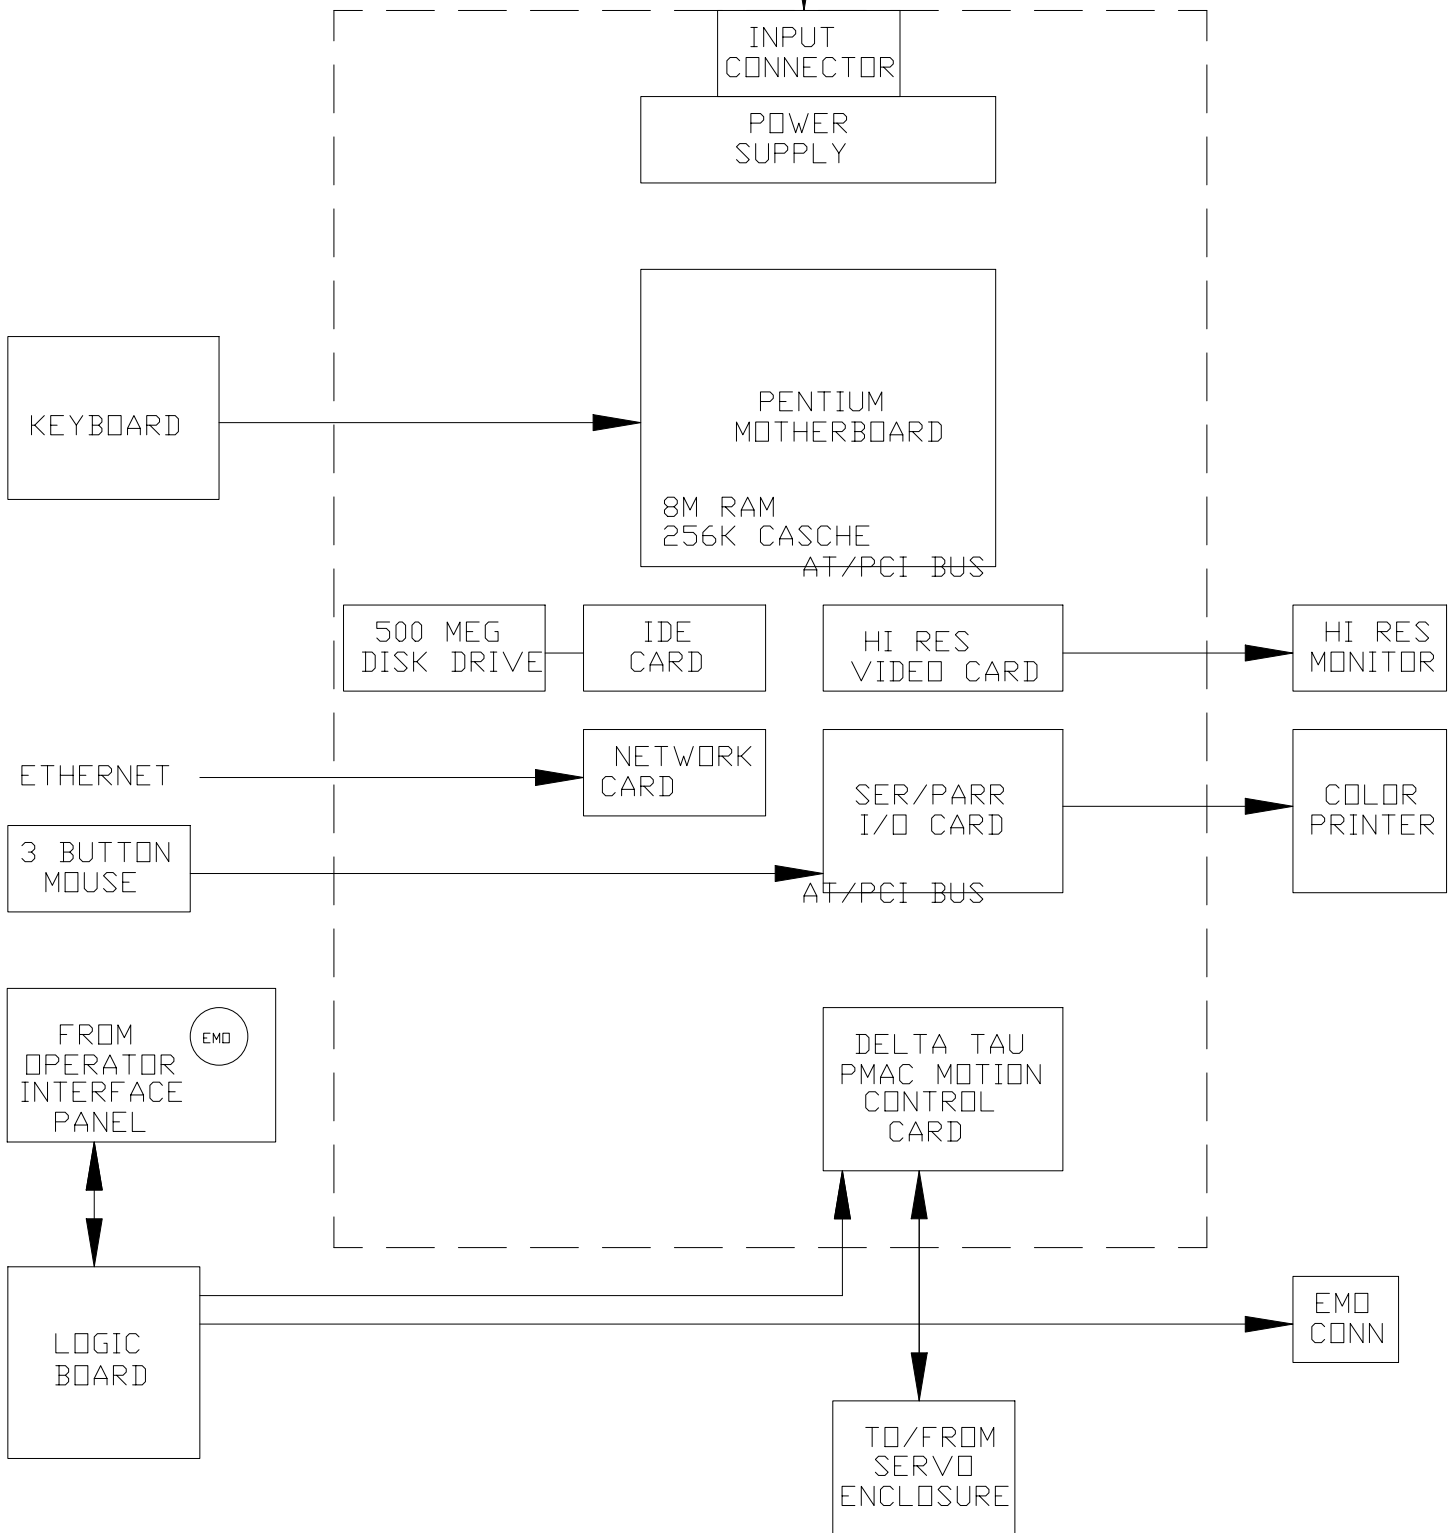 INPUT
CONNECTOR
POWER
SUPPLY
KEYBOARD
PENTIUM
MOTHERBOARD
8M RAM
256K CASCHE
AT/PCI BUS
500 MEG
DISK DRIVE
IDE
CARD
HI RES
VIDEO CARD
HI RES
MONITOR
ETHERNET
NETWORK
CARD
SER/PARR
I/O CARD
COLOR
PRINTER
3 BUTTON
MOUSE
AT/PCI BUS
FROM
OPERATOR
INTERFACE
PANEL
EMO
DELTA TAU
PMAC MOTION
CONTROL
CARD
LOGIC
BOARD
EMO
CONN
TO/FROM
SERVO
ENCLOSURE